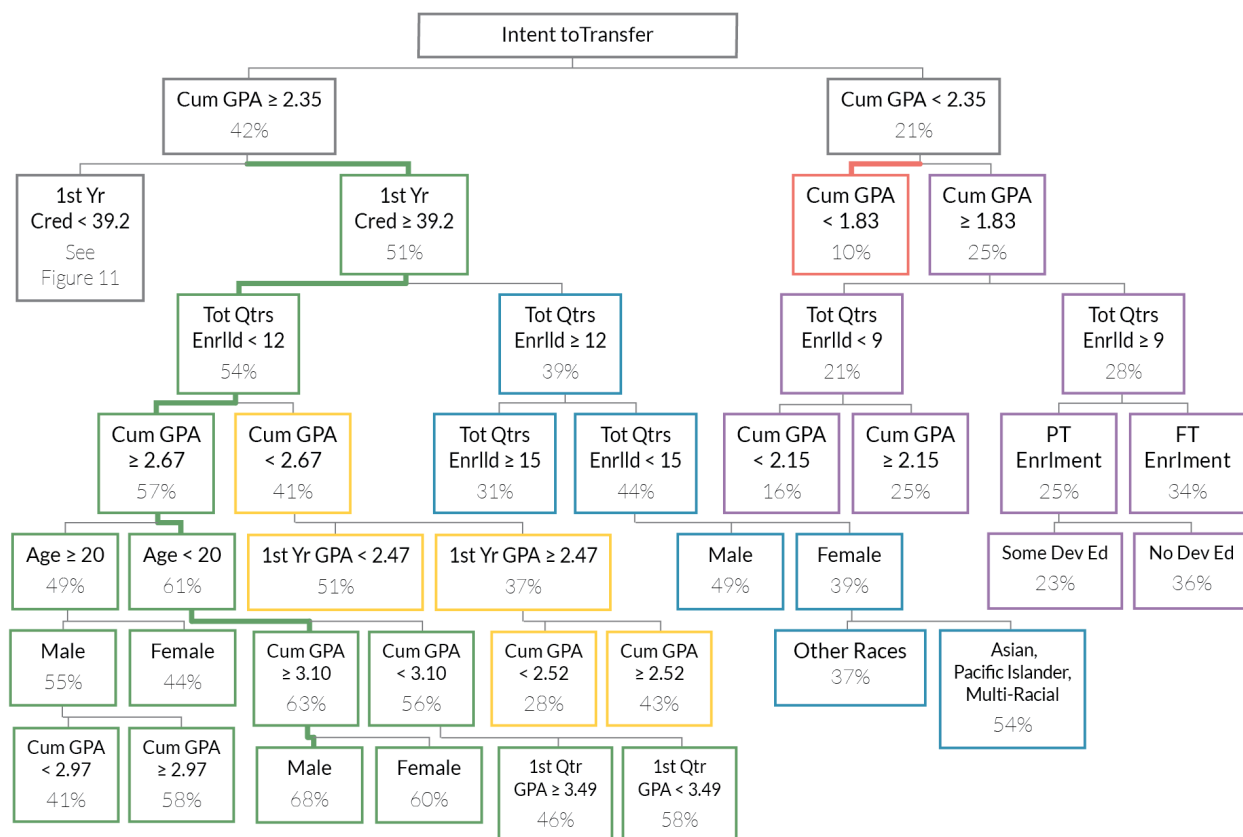 Intent toTransfer
Cum GPA ≥ 2.35
42%
Cum GPA < 2.35
21%
1st Yr
Cred < 39.2
See
Figure 11
1st Yr
Cred ≥ 39.2
51%
Cum GPA
< 1.83
10%
Cum GPA
≥ 1.83
25%
Tot Qtrs
Enrlld < 12
54%
Tot Qtrs
Enrlld ≥ 12
39%
Tot Qtrs
Enrlld < 9
21%
Tot Qtrs
Enrlld ≥ 9
28%
Cum GPA
≥ 2.67
57%
Cum GPA
< 2.67
41%
Tot Qtrs
Enrlld ≥ 15
31%
Tot Qtrs
Enrlld < 15
44%
Cum GPA
< 2.15
16%
Cum GPA
≥ 2.15
25%
PT
Enrlment
25%
FT
Enrlment
34%
Age ≥ 20
49%
Age < 20
61%
1st Yr GPA < 2.47
51%
1st Yr GPA ≥ 2.47
37%
Male
49%
Female
39%
Some Dev Ed
23%
No Dev Ed
36%
Male
55%
Female
44%
Cum GPA
≥ 3.10
63%
Cum GPA
< 3.10
56%
Cum GPA
< 2.52
28%
Cum GPA
≥ 2.52
43%
Other Races
37%
Asian,
Pacific Islander,
Multi-Racial
54%
Cum GPA
< 2.97
41%
Cum GPA
≥ 2.97
58%
Male
68%
Female
60%
1st Qtr
GPA ≥ 3.49
46%
1st Qtr
GPA < 3.49
58%